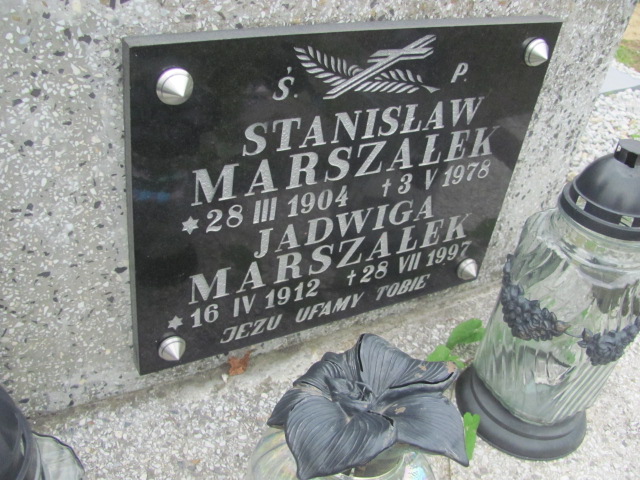 Ś. P.
STANISŁAW
MARSZAŁEK
* 28 III 1904 † 3 V 1978
JADWIGA
MARSZAŁEK
* 16 IV 1912 † 28 VII 1997
JEZU UFAMY TOBIE